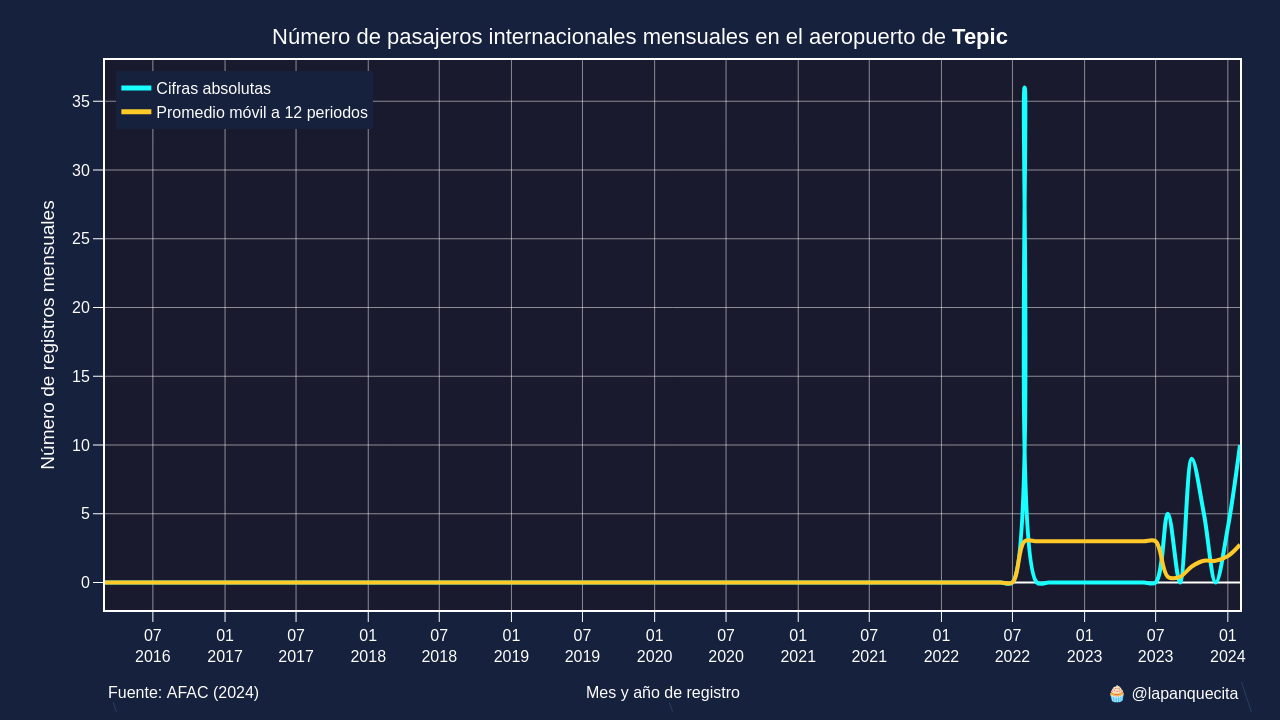 Número de pasajeros internacionales mensuales en el aeropuerto de Tepic
Cifras absolutas
Promedio móvil a 12 periodos
Número de registros mensuales
35
30
25
20
15
10
5
0
07 01 07 01 07 01 07 01 07 01 07 01 07 01 07 01
2016 2017 2017 2018 2018 2019 2019 2020 2020 2021 2021 2022 2022 2023 2023 2024
Fuente: AFAC (2024)
Mes y año de registro
🧁 @lapanquecita